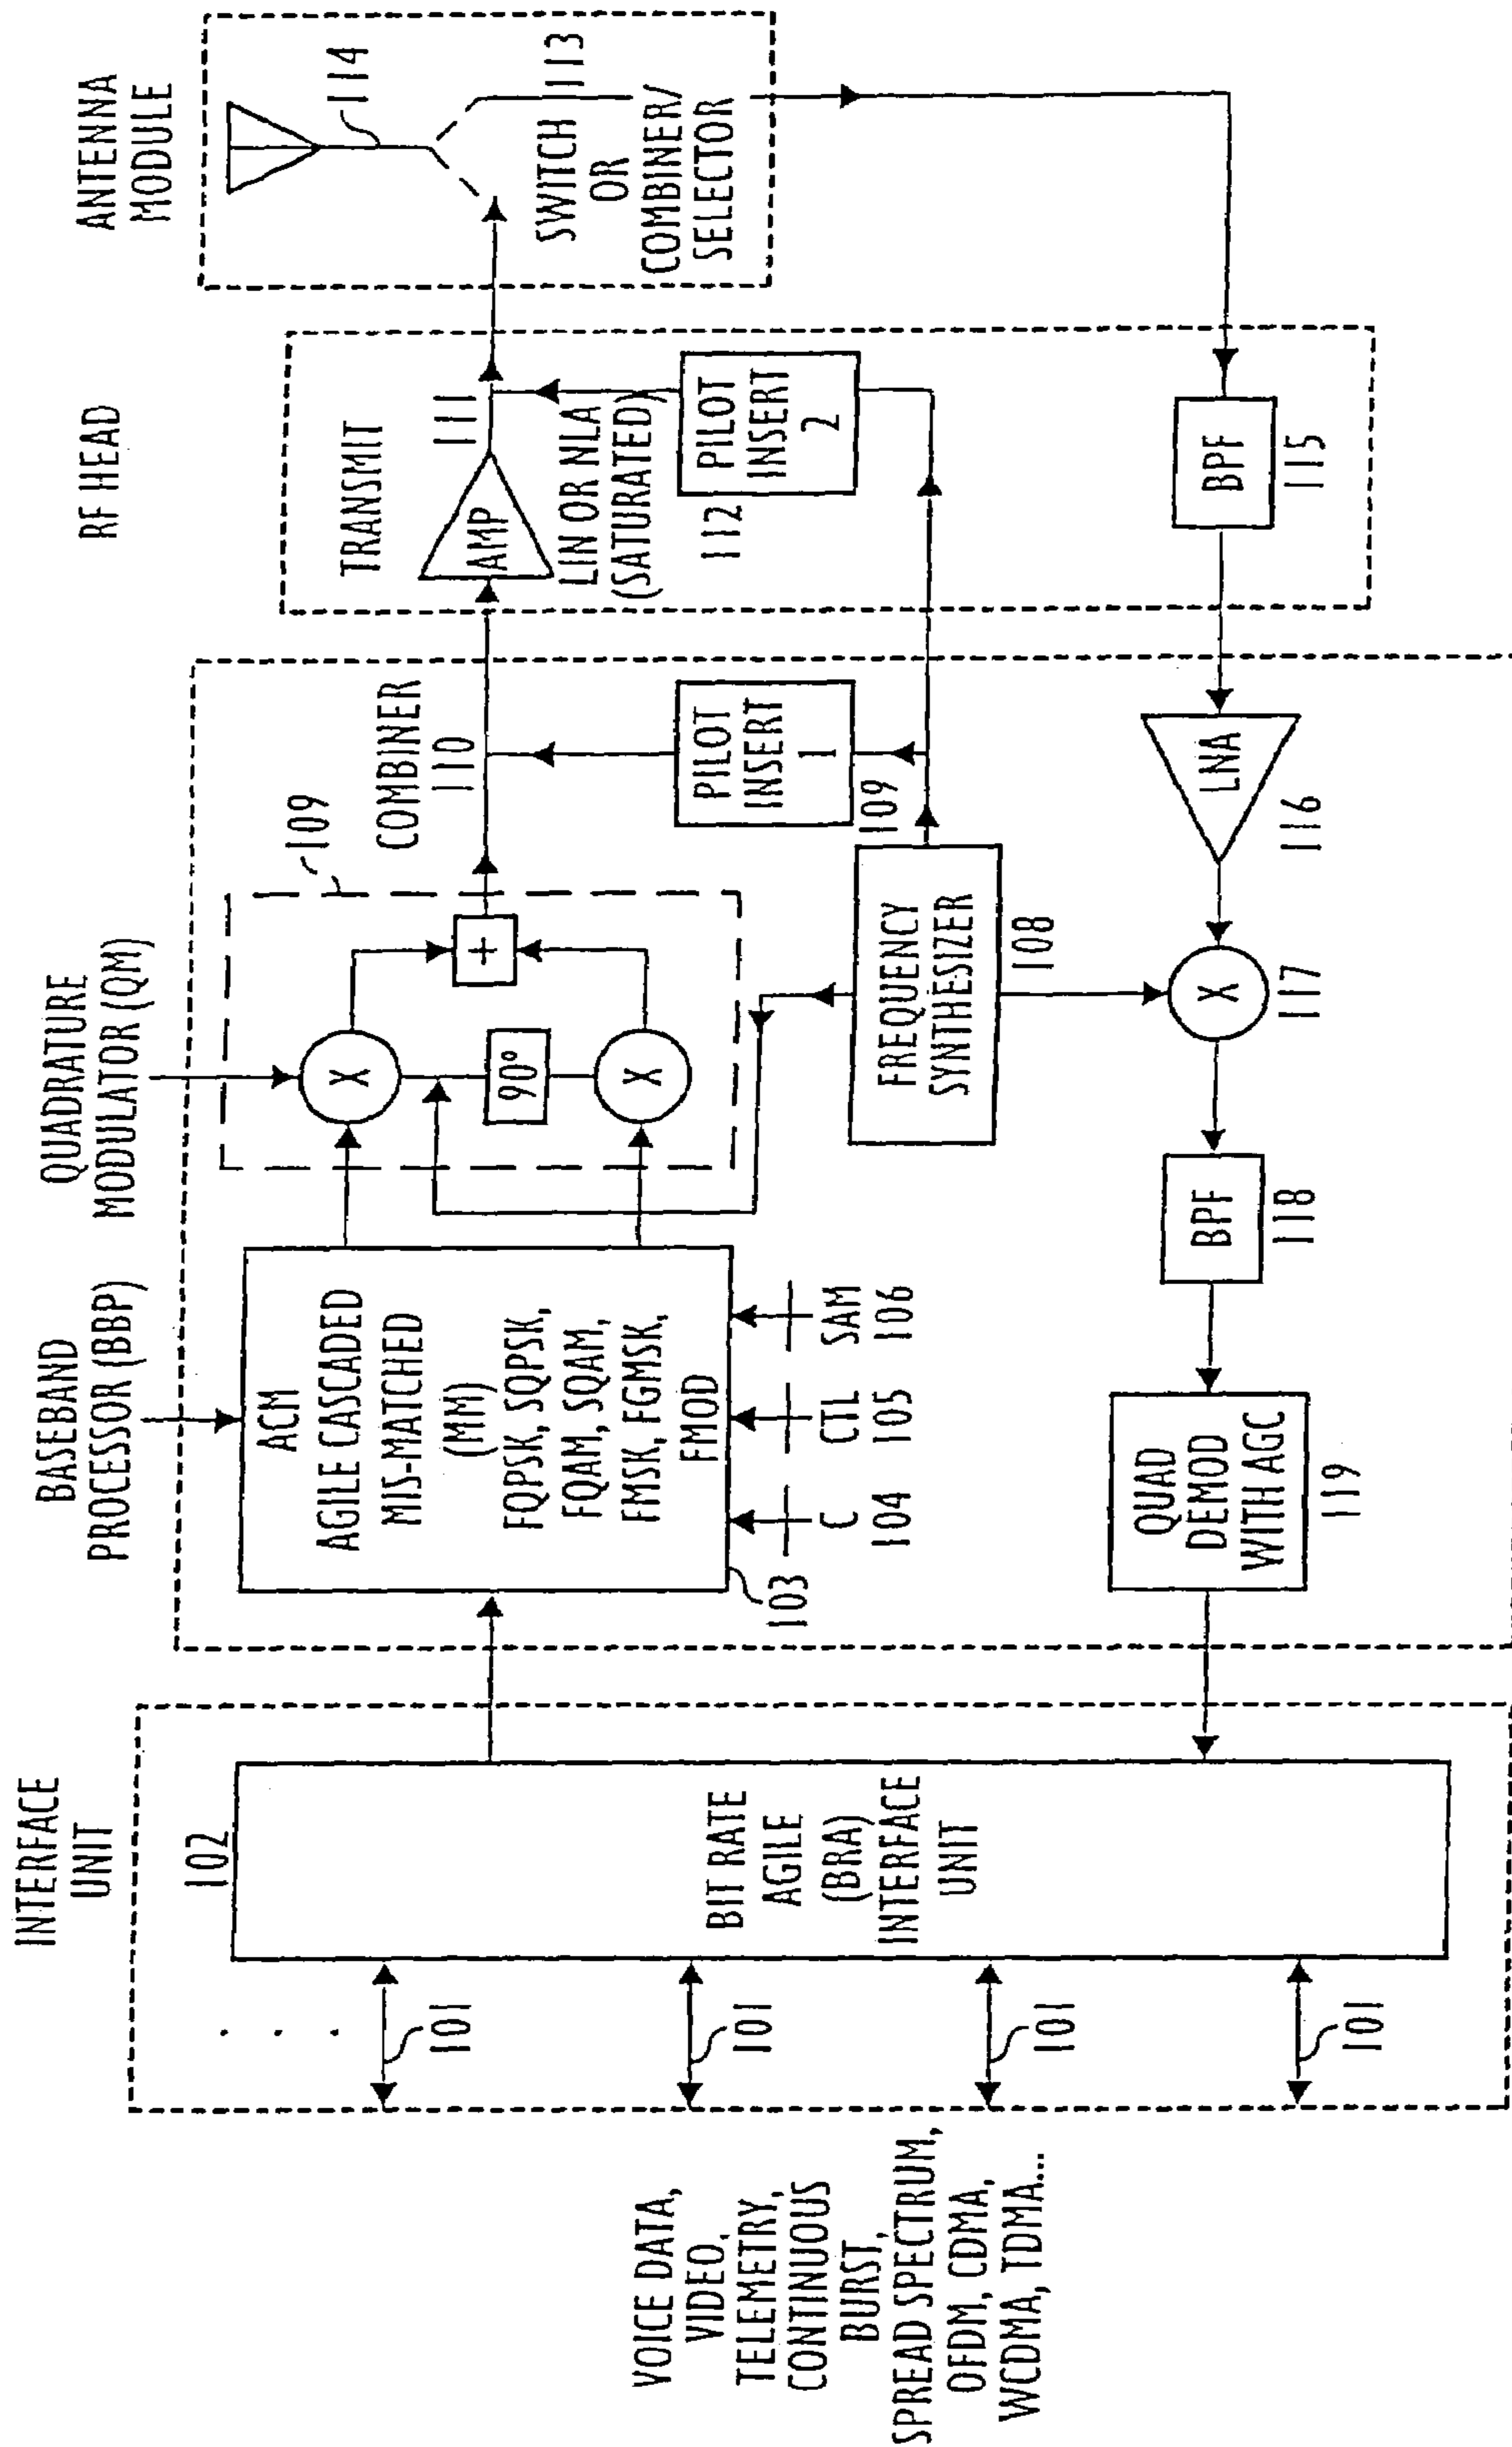 INTERFACE
UNIT
BASEBAND
PROCESSOR (BBP)
QUADRATURE
MODULATOR (QM)
RF HEAD
ANTENNA
MODULE
102
BIT RATE
AGILE
(BRA)
INTERFACE
UNIT
101
101
101
101
VOICE DATA,
VIDEO,
TELEMETRY,
CONTINUOUS
BURST,
SPREAD SPECTRUM,
OFDM, CDMA,
WCDMA, TDMA...
ACM
AGILE CASCADED
MIS-MATCHED
(MM)
FQPSK, SQPSK,
FQAM, SQAM,
FMSK, FGMSK,
FMOD
103
C
104
CTL
105
SAM
106
X
90°
X
+
109
COMBINER
110
PILOT
INSERT
1
109
FREQUENCY
SYNTHESIZER
108
TRANSMIT
AMP
111
LIN OR NLA
(SATURATED)
112
PILOT
INSERT
2
114
SWITCH
113
OR
COMBINER/
SELECTOR
BPF
115
LNA
116
X
117
BPF
118
QUAD
DEMOD
WITH AGC
119